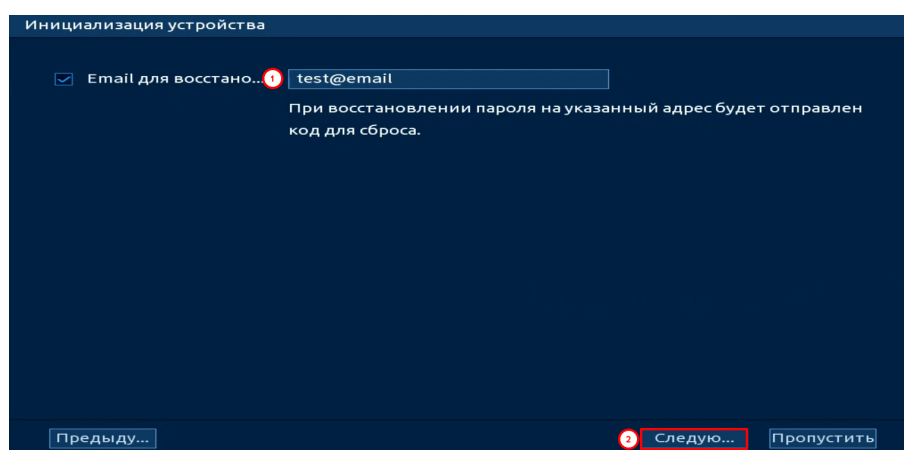 Инициализация устройства
Email для восстано... 1 test@email
При восстановлении пароля на указанный адрес будет отправлен
код для сброса.
Предыду... 2 Следую... Пропустить